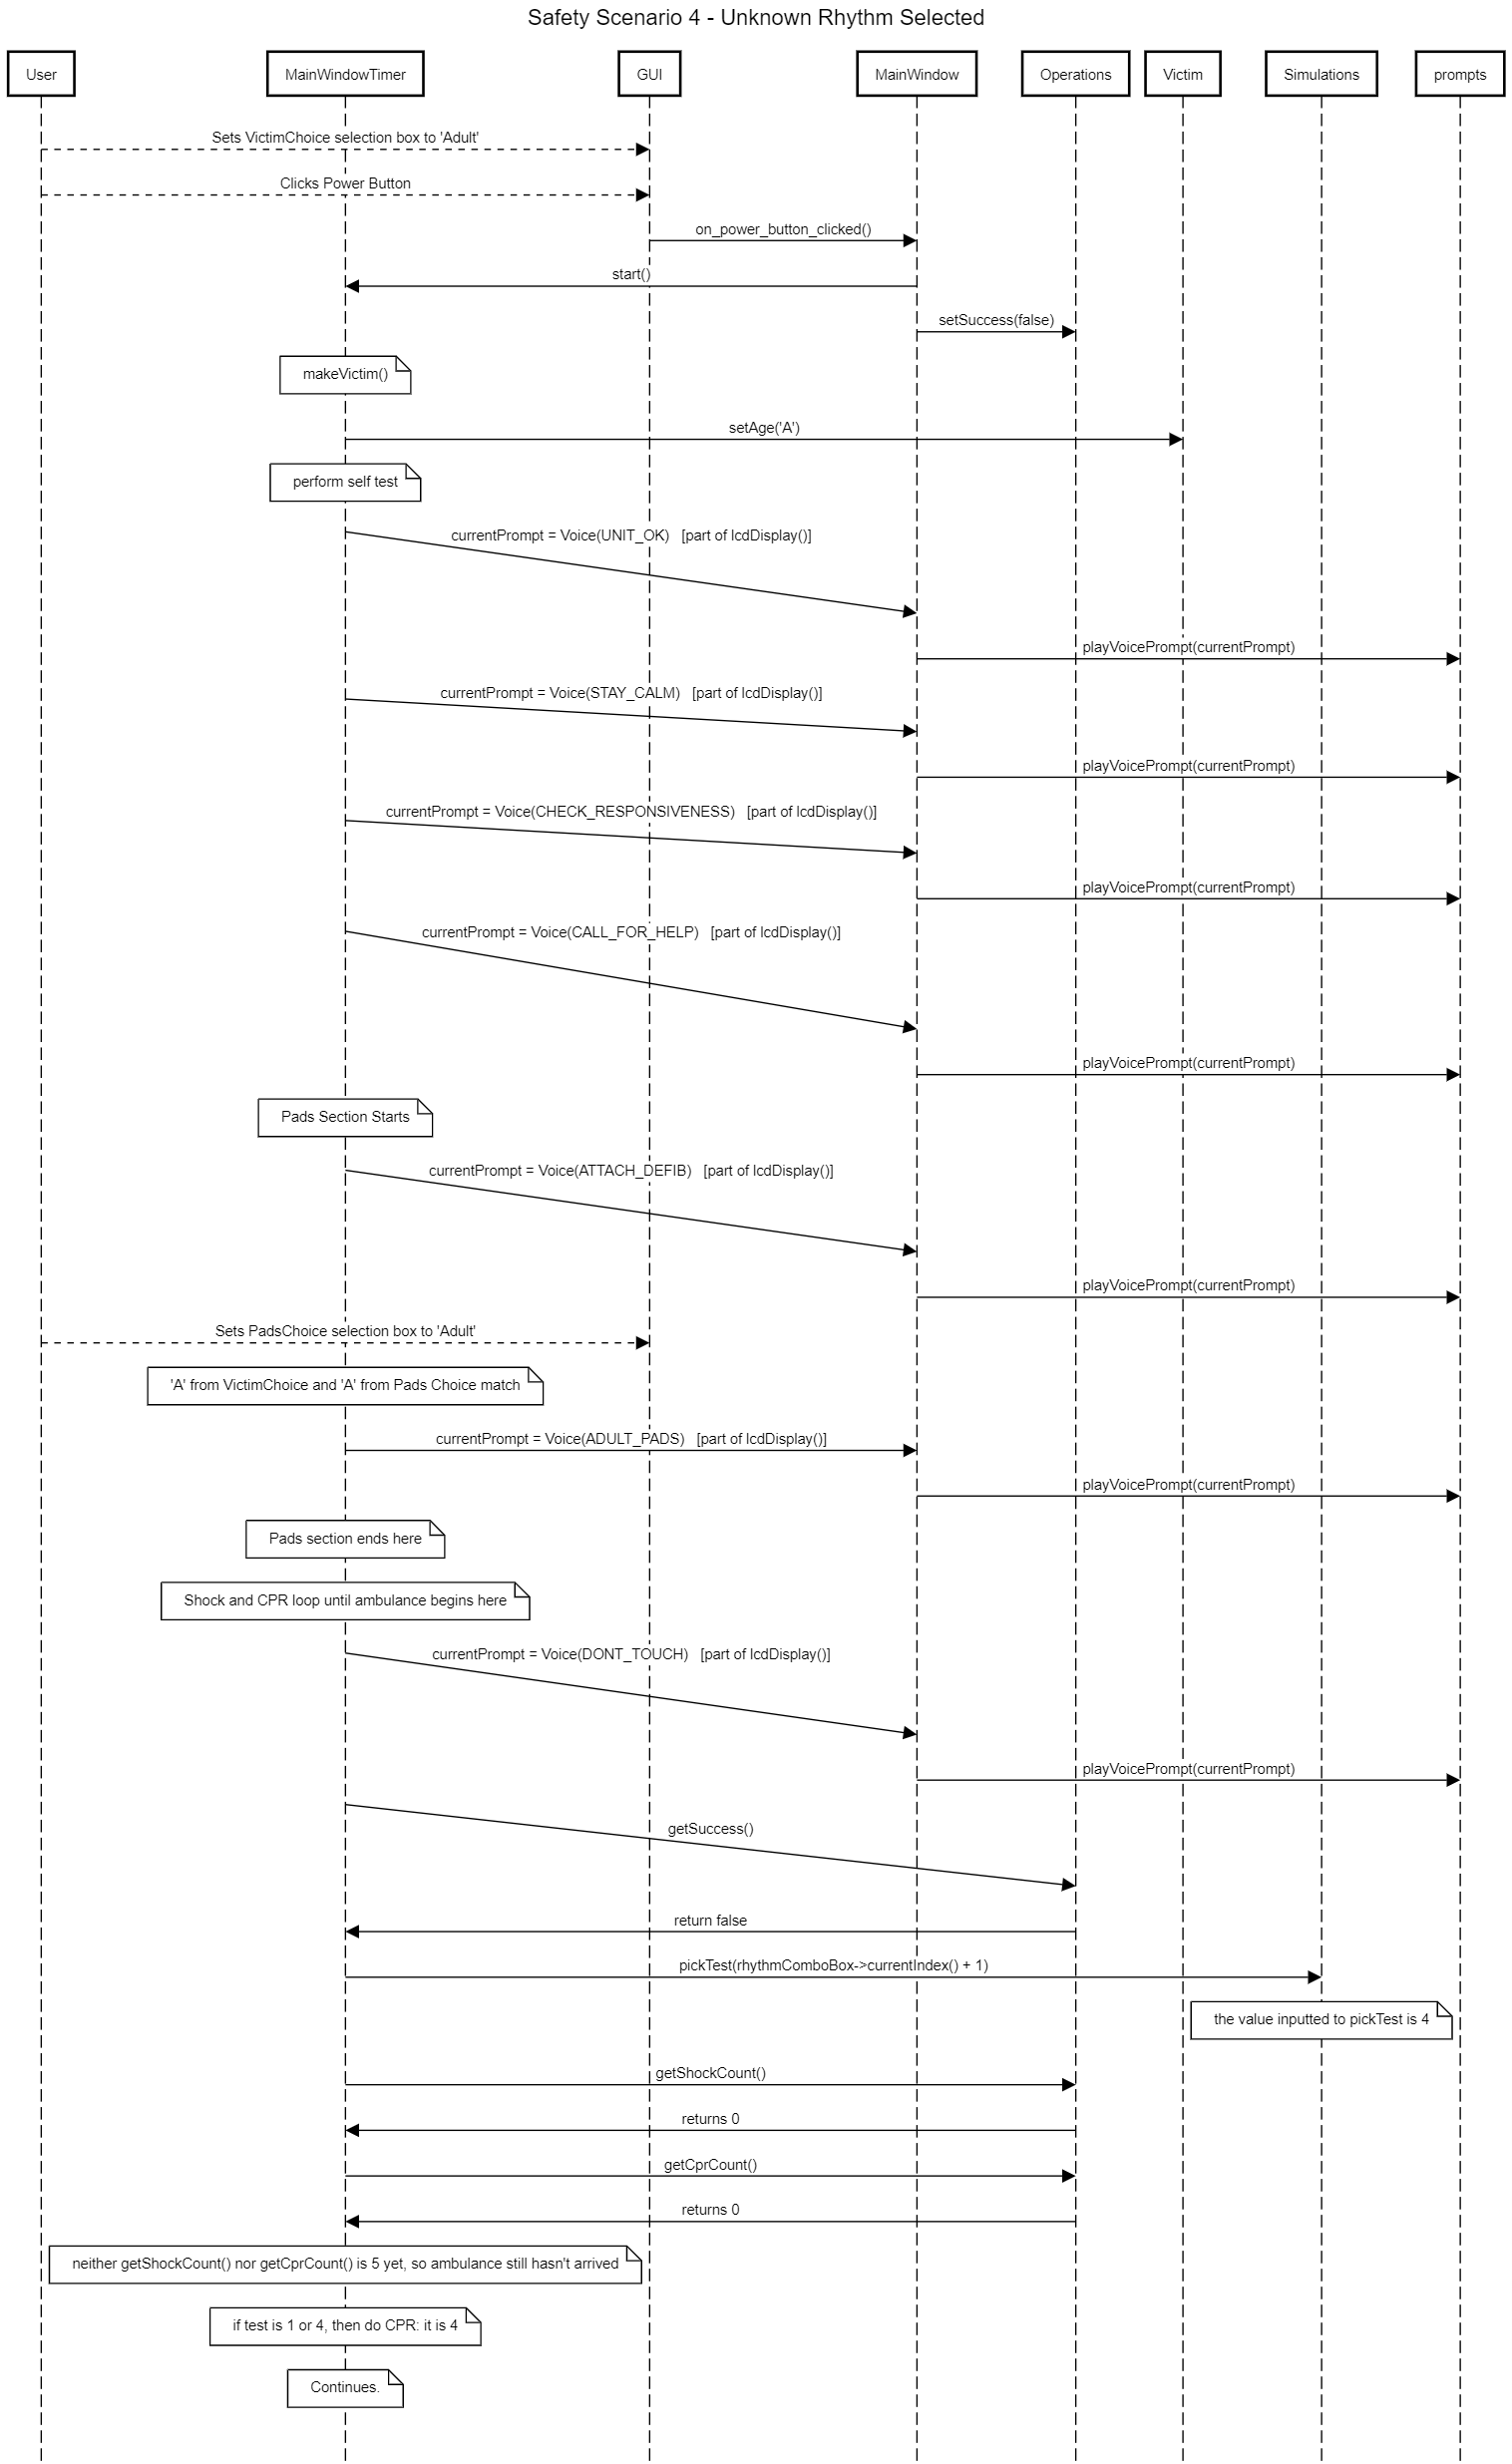 Safety Scenario 4 - Unknown Rhythm Selected
User
MainWindowTimer
GUI
MainWindow
Operations
Victim
Simulations
prompts
Sets VictimChoice selection box to 'Adult'
Clicks Power Button
on_power_button_clicked()
start()
setSuccess(false)
makeVictim()
setAge('A')
perform self test
currentPrompt = Voice(UNIT_OK)   [part of lcdDisplay()]
playVoicePrompt(currentPrompt)
currentPrompt = Voice(STAY_CALM)   [part of lcdDisplay()]
playVoicePrompt(currentPrompt)
currentPrompt = Voice(CHECK_RESPONSIVENESS)   [part of lcdDisplay()]
playVoicePrompt(currentPrompt)
currentPrompt = Voice(CALL_FOR_HELP)   [part of lcdDisplay()]
playVoicePrompt(currentPrompt)
Pads Section Starts
currentPrompt = Voice(ATTACH_DEFIB)   [part of lcdDisplay()]
playVoicePrompt(currentPrompt)
Sets PadsChoice selection box to 'Adult'
'A' from VictimChoice and 'A' from Pads Choice match
currentPrompt = Voice(ADULT_PADS)   [part of lcdDisplay()]
playVoicePrompt(currentPrompt)
Pads section ends here
Shock and CPR loop until ambulance begins here
currentPrompt = Voice(DONT_TOUCH)   [part of lcdDisplay()]
playVoicePrompt(currentPrompt)
getSuccess()
return false
pickTest(rhythmComboBox->currentIndex() + 1)
the value inputted to pickTest is 4
getShockCount()
returns 0
getCprCount()
returns 0
neither getShockCount() nor getCprCount() is 5 yet, so ambulance still hasn't arrived
if test is 1 or 4, then do CPR: it is 4
Continues.